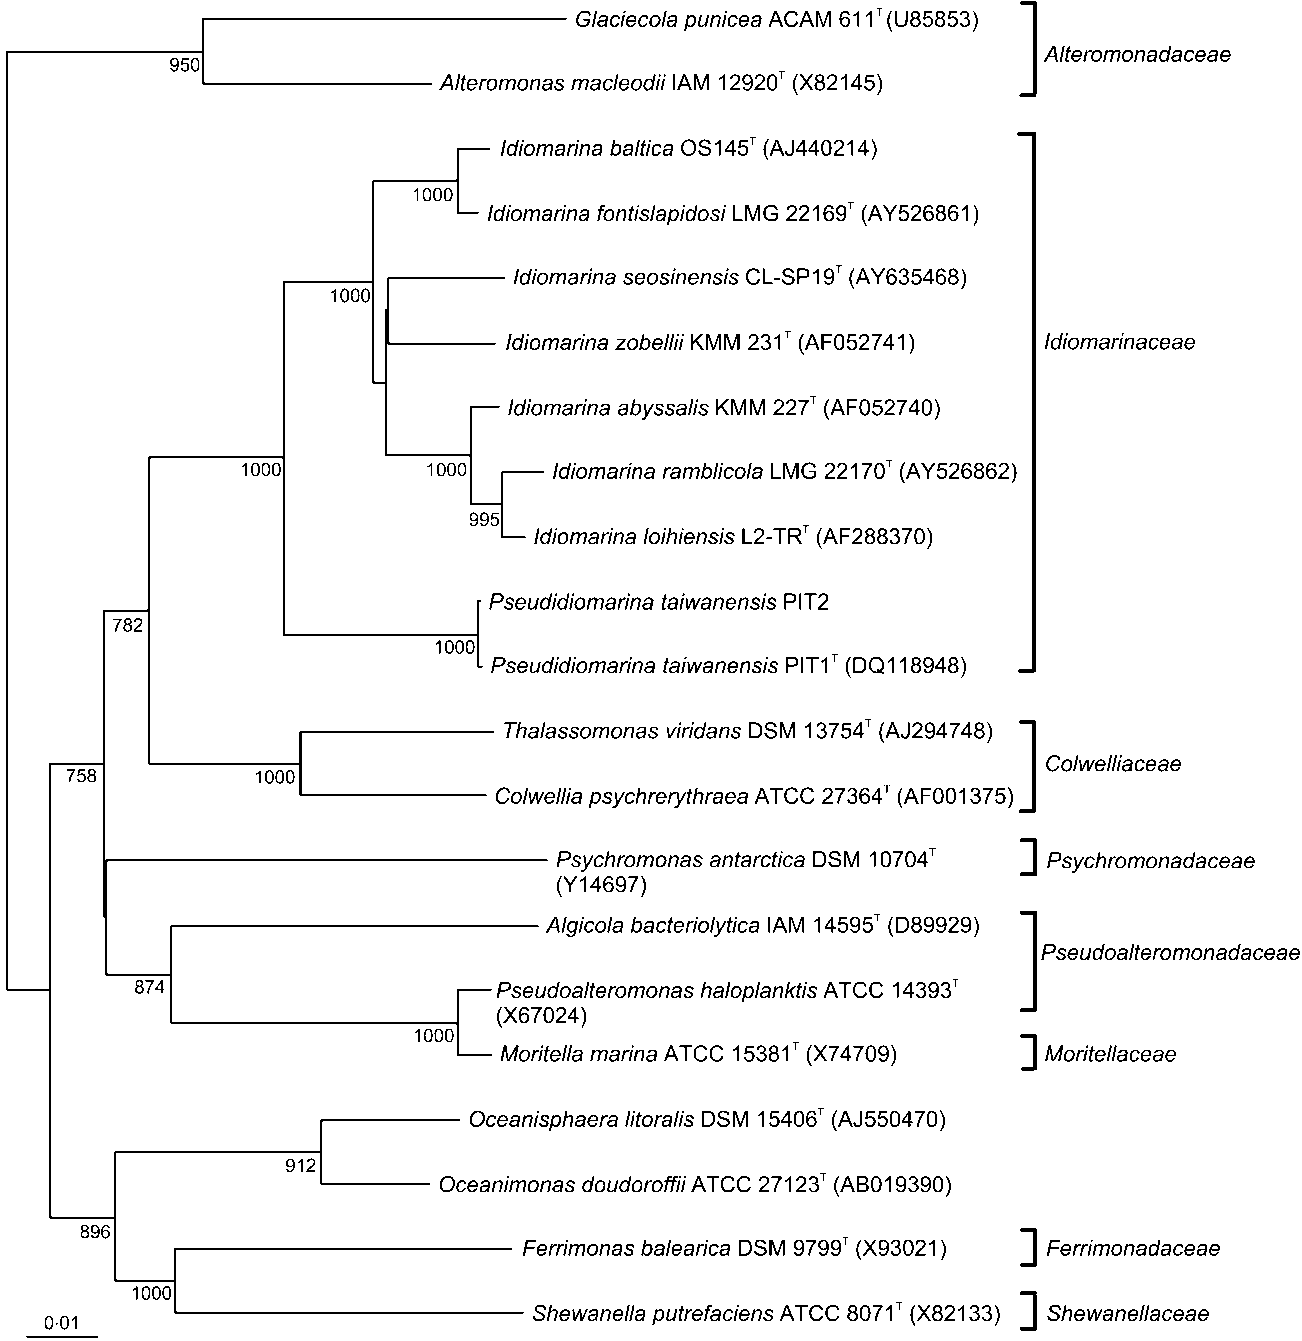 Glaciecola punicea ACAM 611T (U85853)
Alteromonadaceae
950
Alteromonas macleodii IAM 12920T (X82145)
Idiomarina baltica OS145T (AJ440214)
1000
Idiomarina fontislapidosi LMG 22169T (AY526861)
Idiomarina seosinensis CL-SP19T (AY635468)
1000
Idiomarina zobellii KMM 231T (AF052741)
Idiomarinaceae
Idiomarina abyssalis KMM 227T (AF052740)
1000
1000
Idiomarina ramblicola LMG 22170T (AY526862)
995
Idiomarina loihiensis L2-TRT (AF288370)
Pseudidiomarina taiwanensis PIT2
782
1000
Pseudidiomarina taiwanensis PIT1T (DQ118948)
Thalassomonas viridans DSM 13754T (AJ294748)
Colwelliaceae
758
1000
Colwellia psychrerythraea ATCC 27364T (AF001375)
Psychromonas antarctica DSM 10704T
(Y14697)
Psychromonadaceae
Algicola bacteriolytica IAM 14595T (D89929)
Pseudoalteromonadaceae
874
Pseudoalteromonas haloplanktis ATCC 14393T
(X67024)
1000
Moritella marina ATCC 15381T (X74709)
Moritellaceae
Oceanisphaera litoralis DSM 15406T (AJ550470)
912
Oceanimonas doudoroffii ATCC 27123T (AB019390)
896
Ferrimonas balearica DSM 9799T (X93021)
Ferrimonadaceae
1000
Shewanella putrefaciens ATCC 8071T (X82133)
Shewanellaceae
0·01